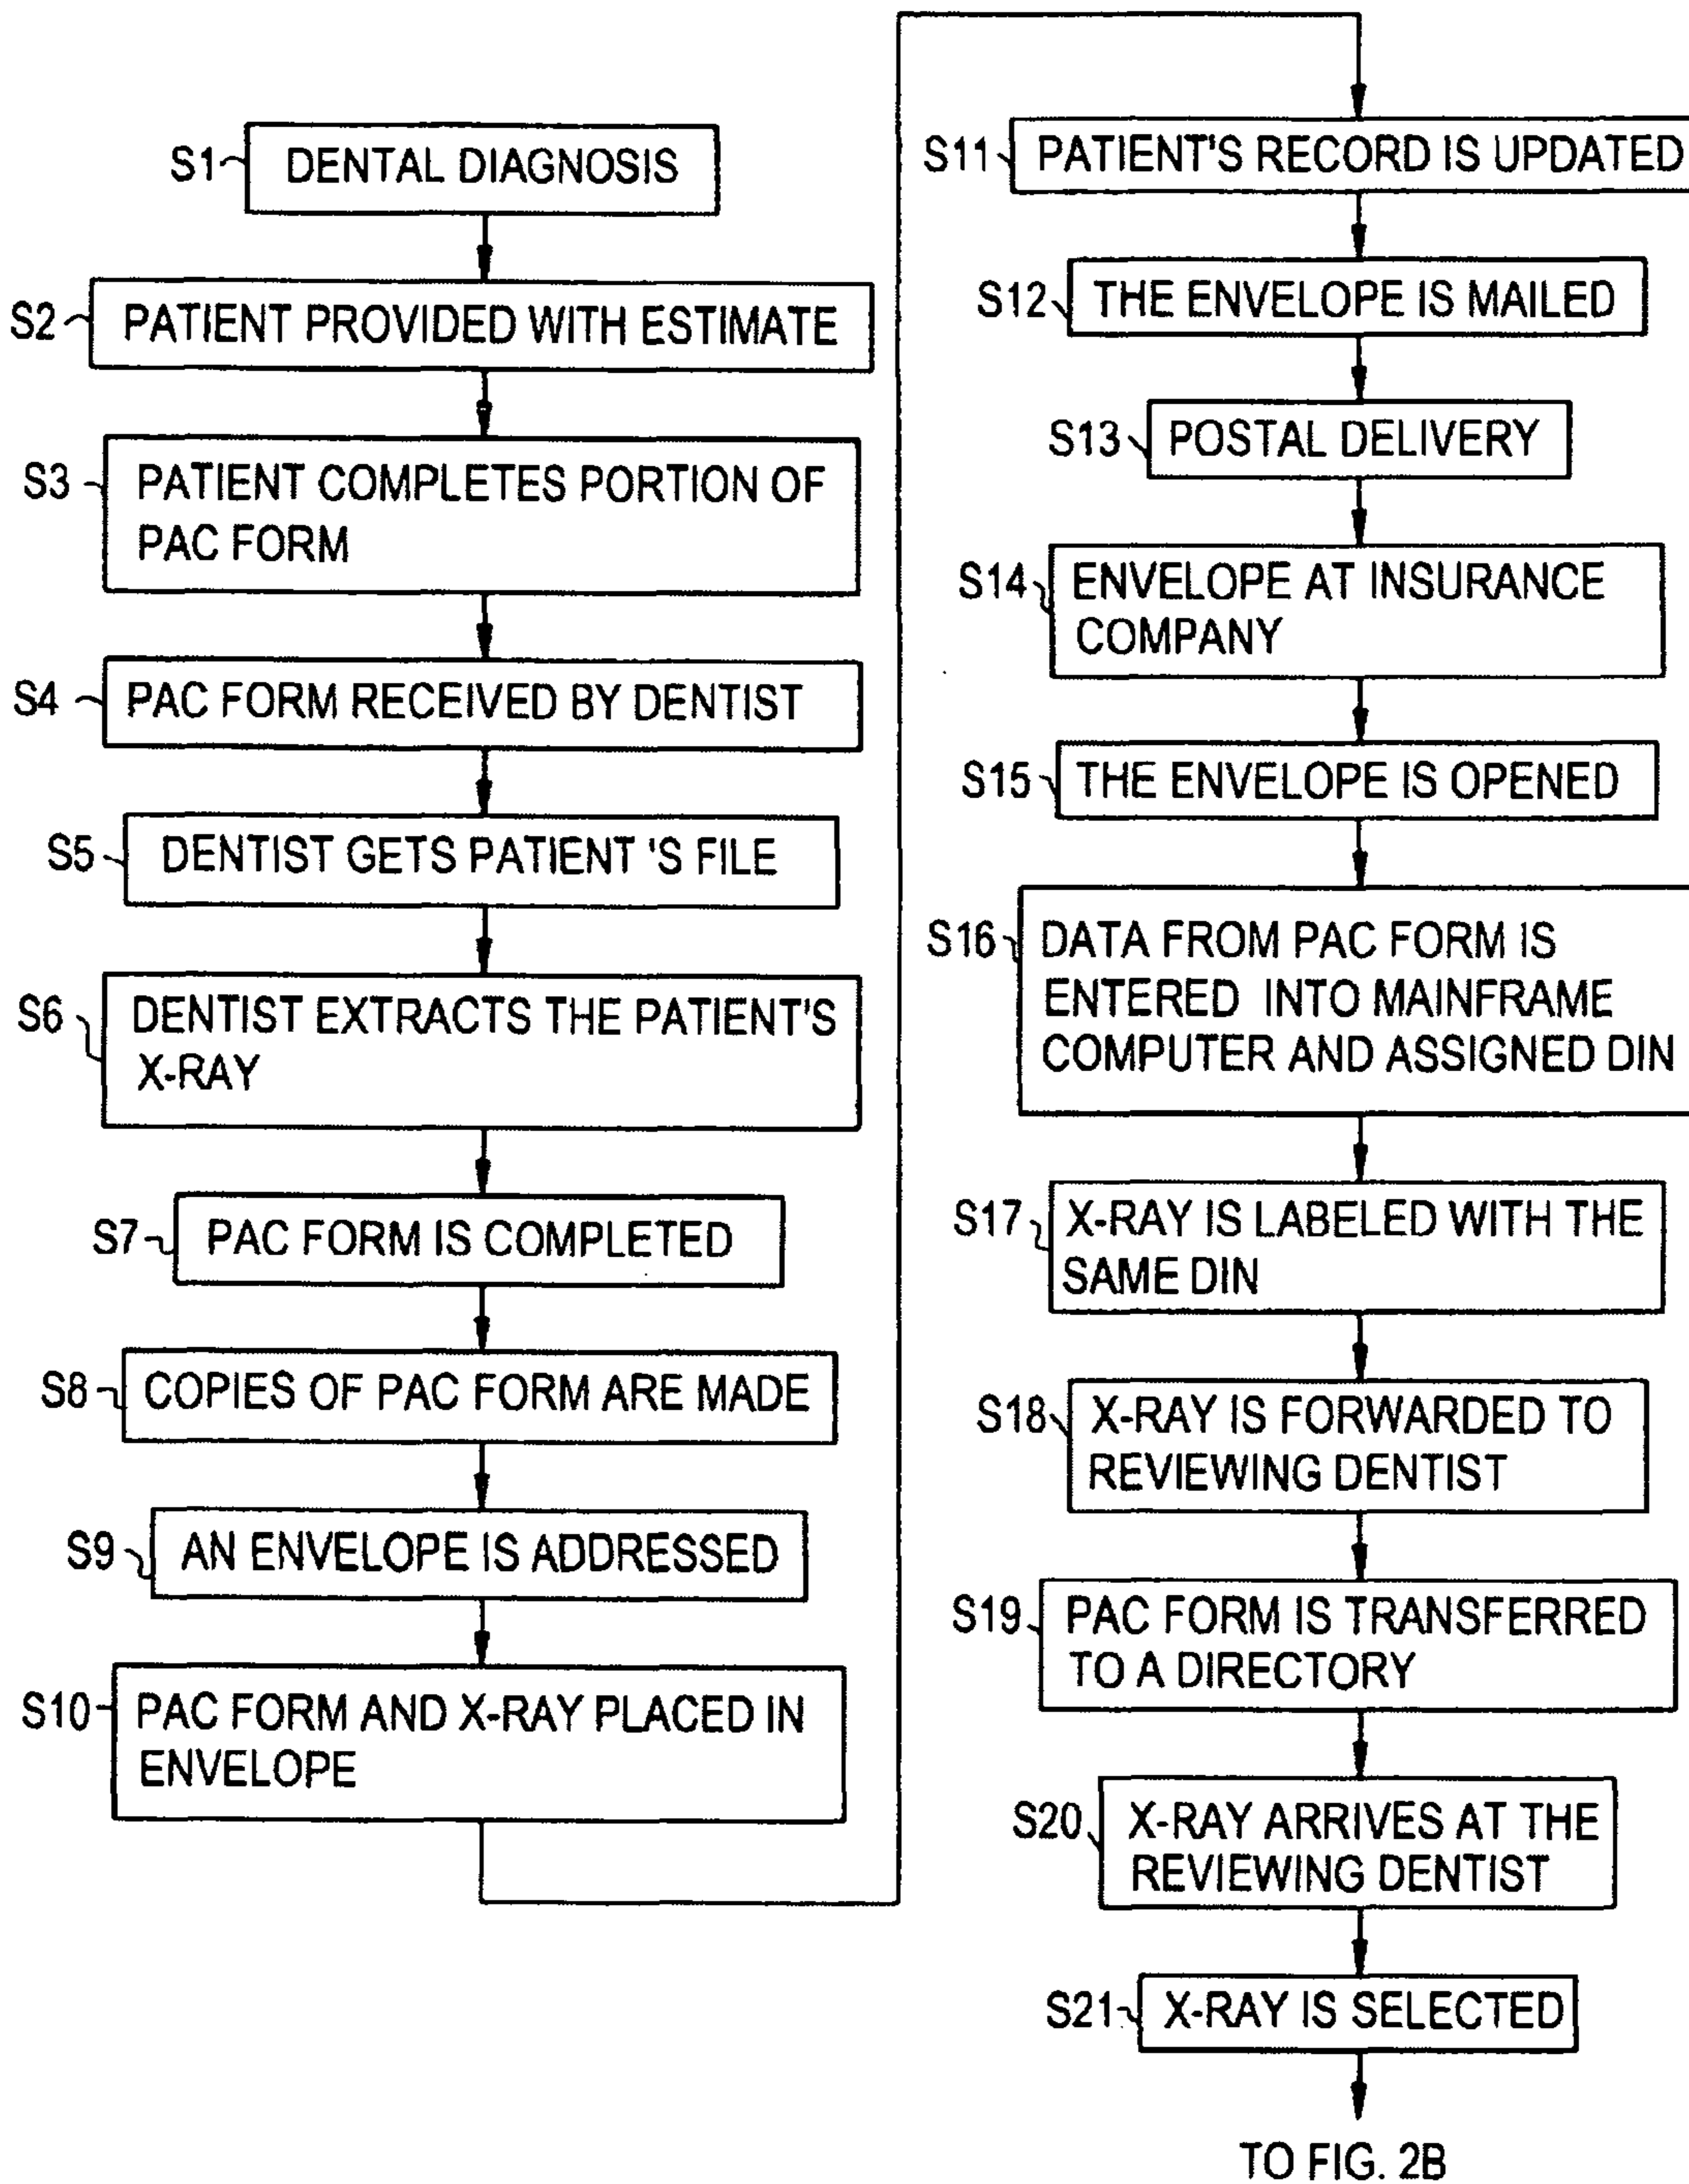 S1 DENTAL DIAGNOSIS
S2 PATIENT PROVIDED WITH ESTIMATE
S3 PATIENT COMPLETES PORTION OF
PAC FORM
S4 PAC FORM RECEIVED BY DENTIST
S5 DENTIST GETS PATIENT 'S FILE
S6 DENTIST EXTRACTS THE PATIENT'S
X-RAY
S7 PAC FORM IS COMPLETED
S8 COPIES OF PAC FORM ARE MADE
S9 AN ENVELOPE IS ADDRESSED
S10 PAC FORM AND X-RAY PLACED IN
ENVELOPE
S11 PATIENT'S RECORD IS UPDATED
S12 THE ENVELOPE IS MAILED
S13 POSTAL DELIVERY
S14 ENVELOPE AT INSURANCE
COMPANY
S15 THE ENVELOPE IS OPENED
S16 DATA FROM PAC FORM IS
ENTERED INTO MAINFRAME
COMPUTER AND ASSIGNED DIN
S17 X-RAY IS LABELED WITH THE
SAME DIN
S18 X-RAY IS FORWARDED TO
REVIEWING DENTIST
S19 PAC FORM IS TRANSFERRED
TO A DIRECTORY
S20 X-RAY ARRIVES AT THE
REVIEWING DENTIST
S21 X-RAY IS SELECTED
TO FIG. 2B